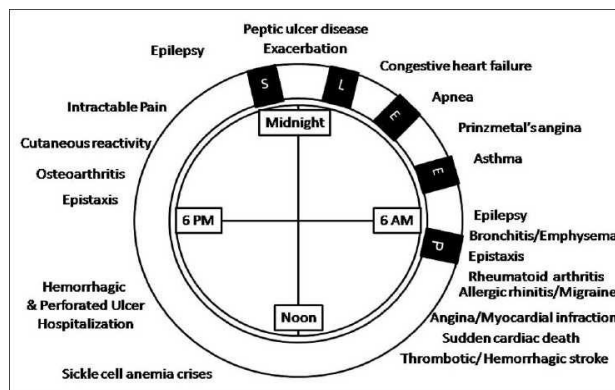 Peptic ulcer disease
Exacerbation
Epilepsy
Congestive heart failure
Apnea
Intractable Pain
Prinzmetal's angina
Cutaneous reactivity
Asthma
Osteoarthritis
Epistaxis
S
L
E
E
P
Midnight
6 PM
6 AM
Noon
Epilepsy
Bronchitis/Emphysema
Epistaxis
Rheumatoid arthritis
Allergic rhinitis/Migraine
Hemorrhagic
& Perforated Ulcer
Hospitalization
Angina/Myocardial infraction
Sudden cardiac death
Thrombotic/ Hemorrhagic stroke
Sickle cell anemia crises